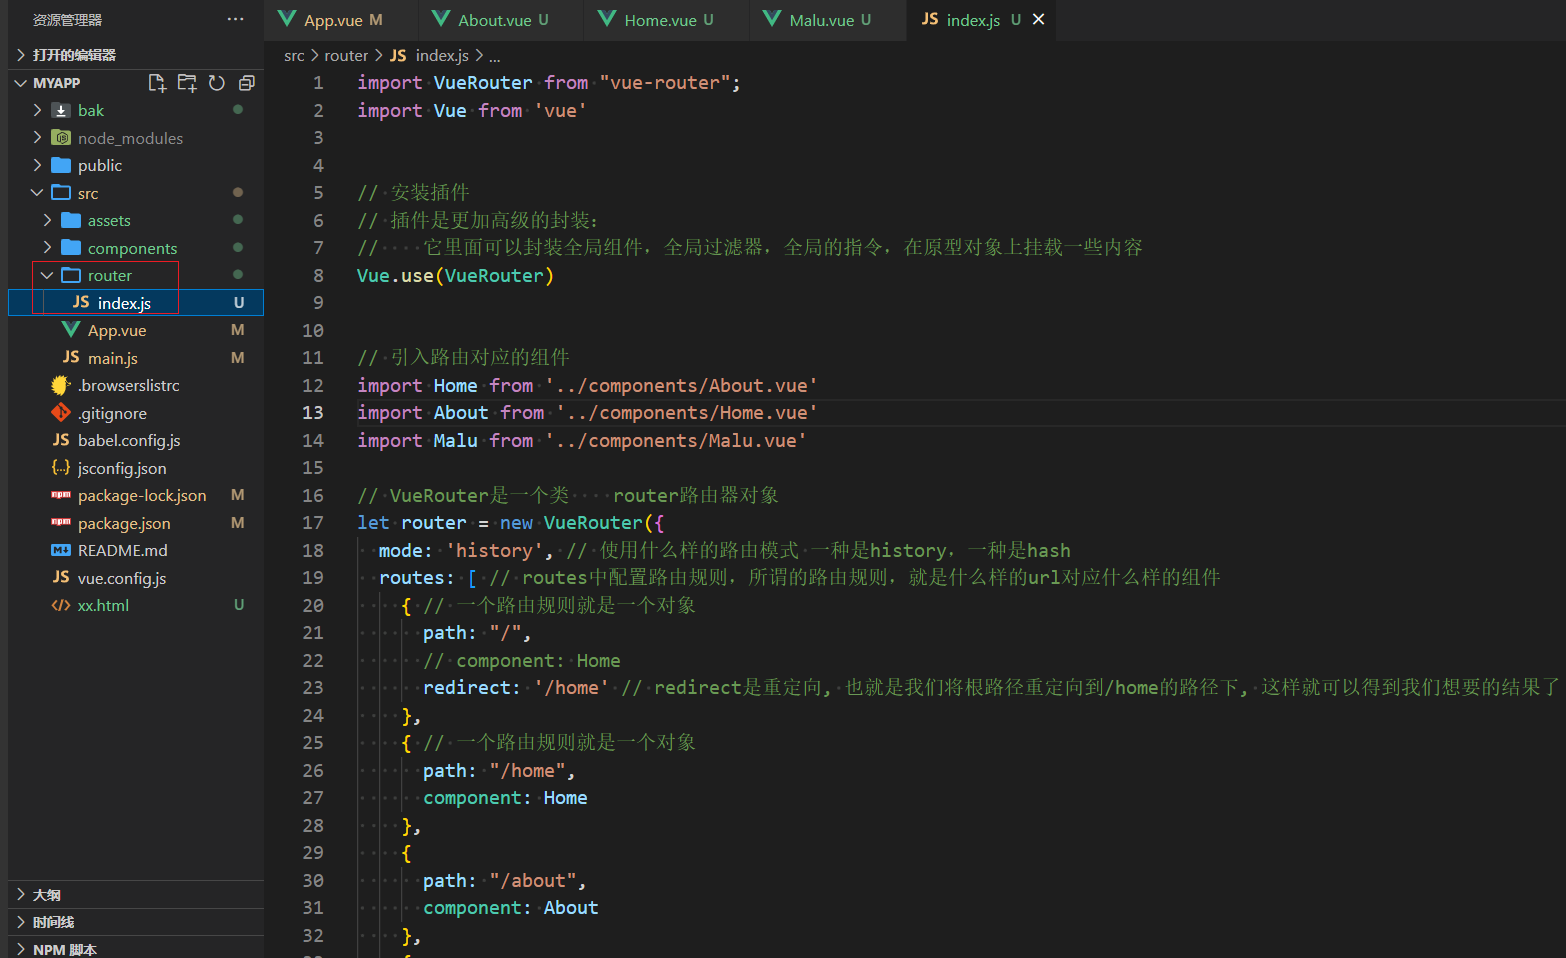 资源管理器
打开的编辑器
MYAPP
bak
node_modules
public
src
assets
components
router
JS index.js U
App.vue M
JS main.js M
.browserslistrc
.gitignore
JS babel.config.js
{..} jsconfig.json
npm package-lock.json M
npm package.json M
M README.md
JS vue.config.js
</> xx.html U
大纲
时间线
NPM 脚本
App.vue M About.vue U Home.vue U Malu.vue U JS index.js U
src > router > JS index.js > ...
1 import VueRouter from "vue-router";
2 import Vue from 'vue'
3
4
5 // 安装插件
6 // 插件是更加高级的封装:
7 //    它里面可以封装全局组件，全局过滤器，全局的指令，在原型对象上挂载一些内容
8 Vue.use(VueRouter)
9
10
11 // 引入路由对应的组件
12 import Home from '../components/About.vue'
13 import About from '../components/Home.vue'
14 import Malu from '../components/Malu.vue'
15
16 // VueRouter是一个类    router路由器对象
17 let router = new VueRouter({
18   mode: 'history', // 使用什么样的路由模式 一种是history，一种是hash
19   routes: [ // routes中配置路由规则，所谓的路由规则，就是什么样的url对应什么样的组件
20     { // 一个路由规则就是一个对象
21       path: "/",
22       // component: Home
23       redirect: '/home' // redirect是重定向, 也就是我们将根路径重定向到/home的路径下, 这样就可以得到我们想要的结果了
24     },
25     { // 一个路由规则就是一个对象
26       path: "/home",
27       component: Home
28     },
29     {
30       path: "/about",
31       component: About
32     },